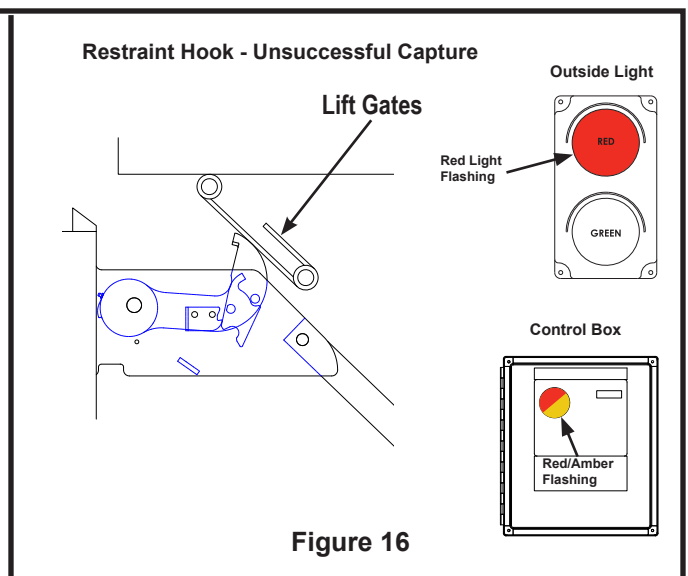 Restraint Hook - Unsuccessful Capture
Lift Gates
Outside Light
RED
Red Light
Flashing
GREEN
Control Box
Red/Amber
Flashing
Figure 16